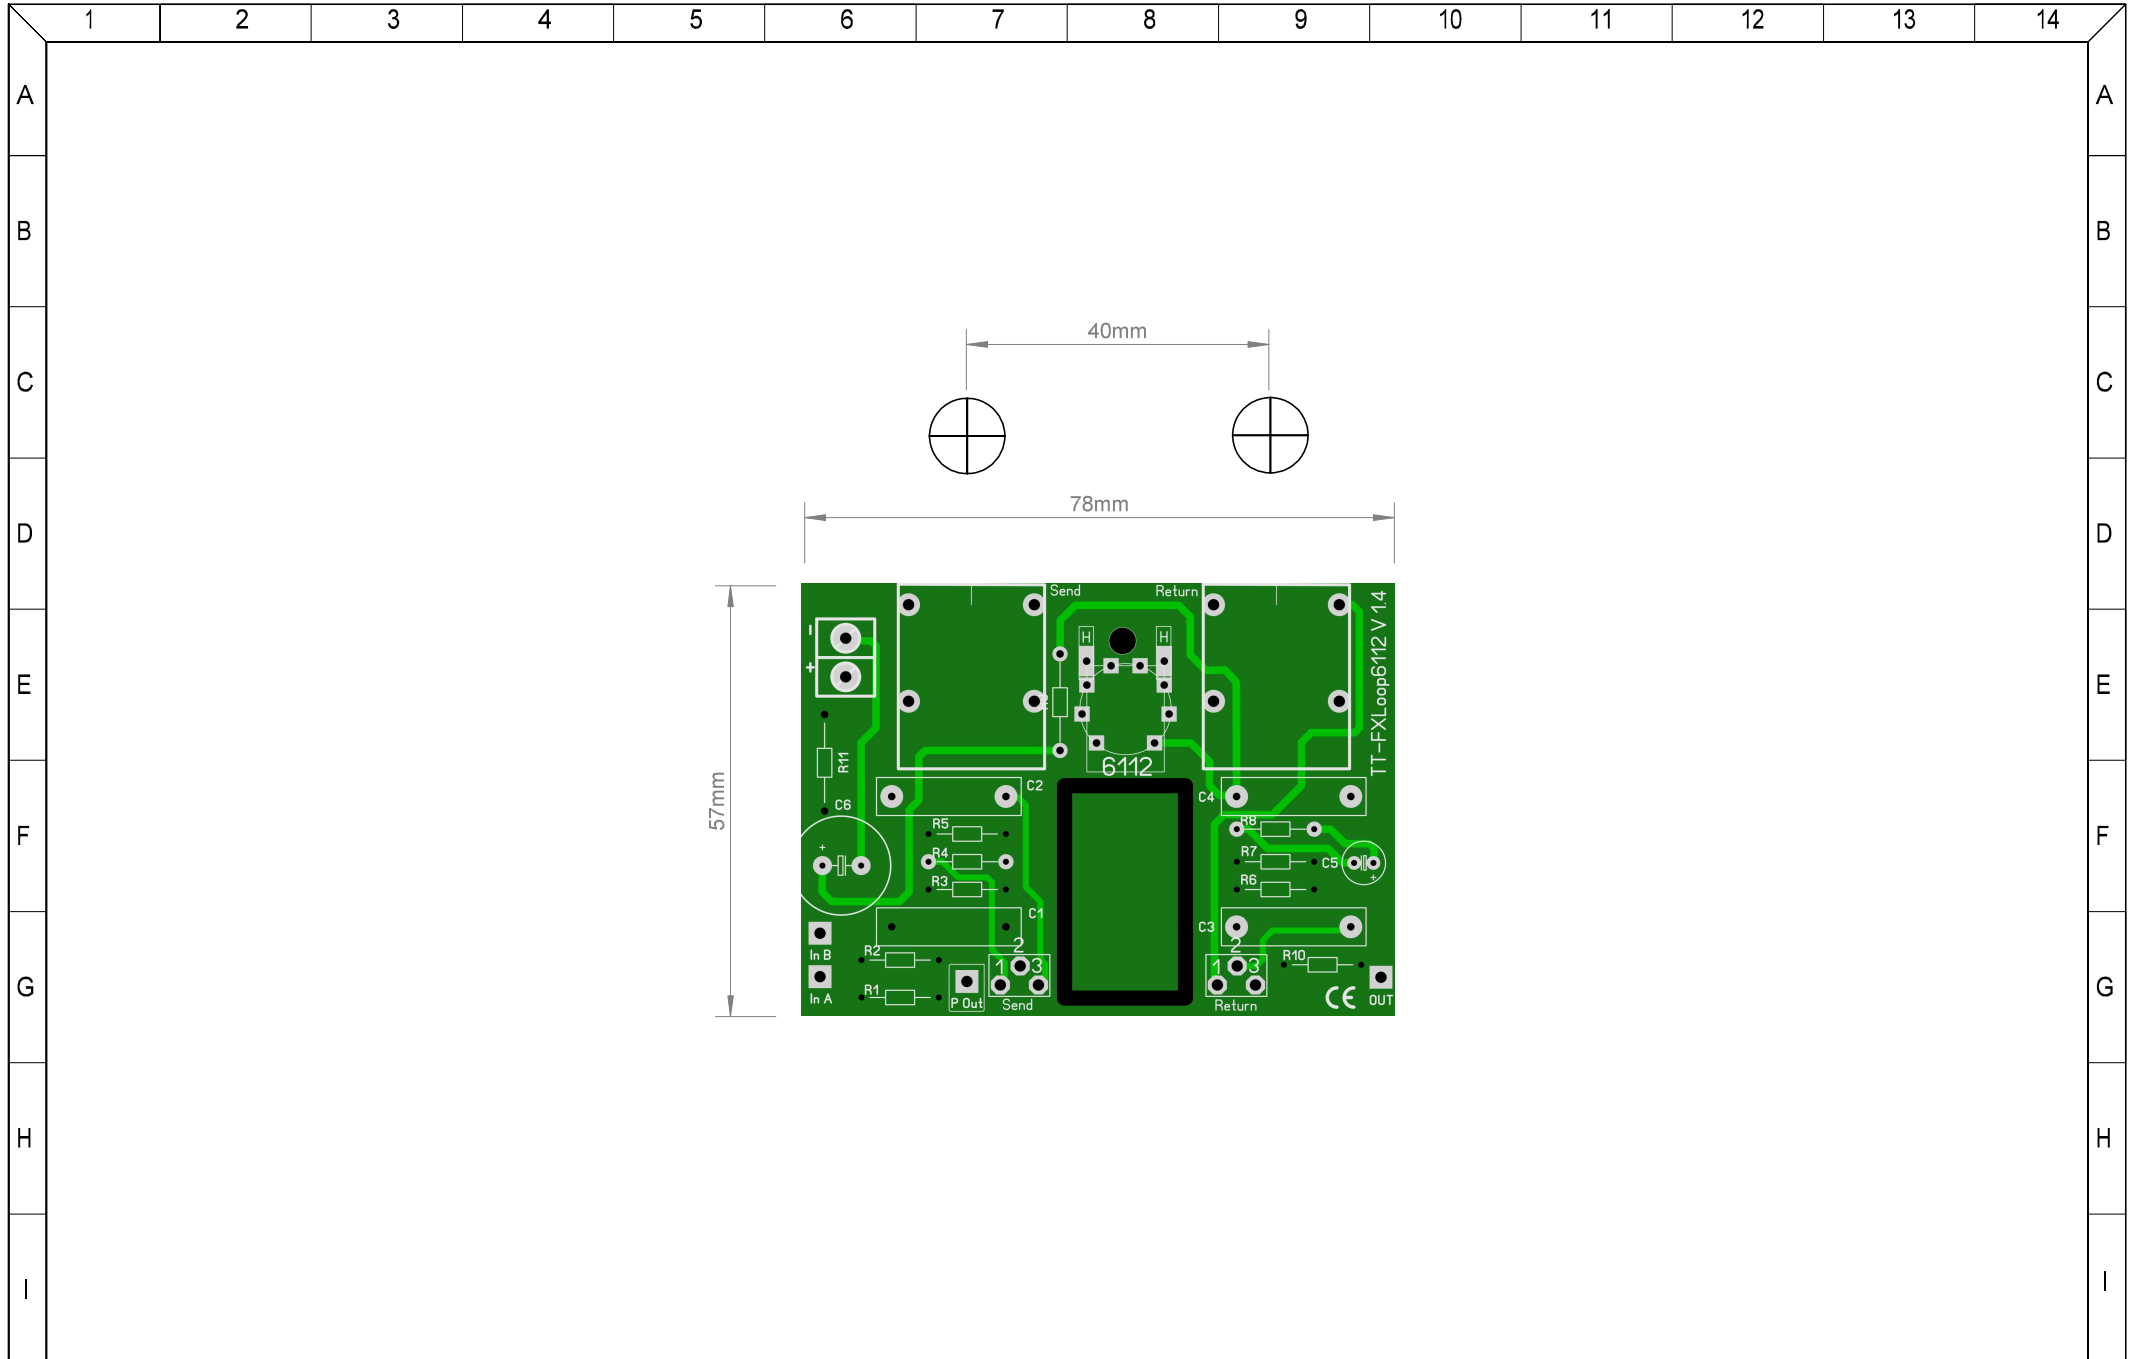 1 2 3 4 5 6 7 8 9 10 11 12 13 14
A A
B B
C C
D D
E E
F F
G G
H H
I I
40mm
78mm
57mm
Send
Return
TT-FXLoop6112 V 1.4
-
+
H H
R11
6112
C2
C4
C6
R5
R8
+
R4
R7
C5
+
R3
R6
C1
C3
In B
R2
2
1 3
2
1 3
R10
In A
R1
P Out
Send
Return
CE
OUT